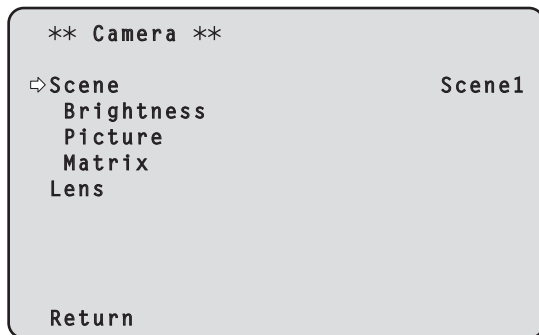 ** Camera **
⇨Scene Scene1
Brightness
Picture
Matrix
Lens
Return